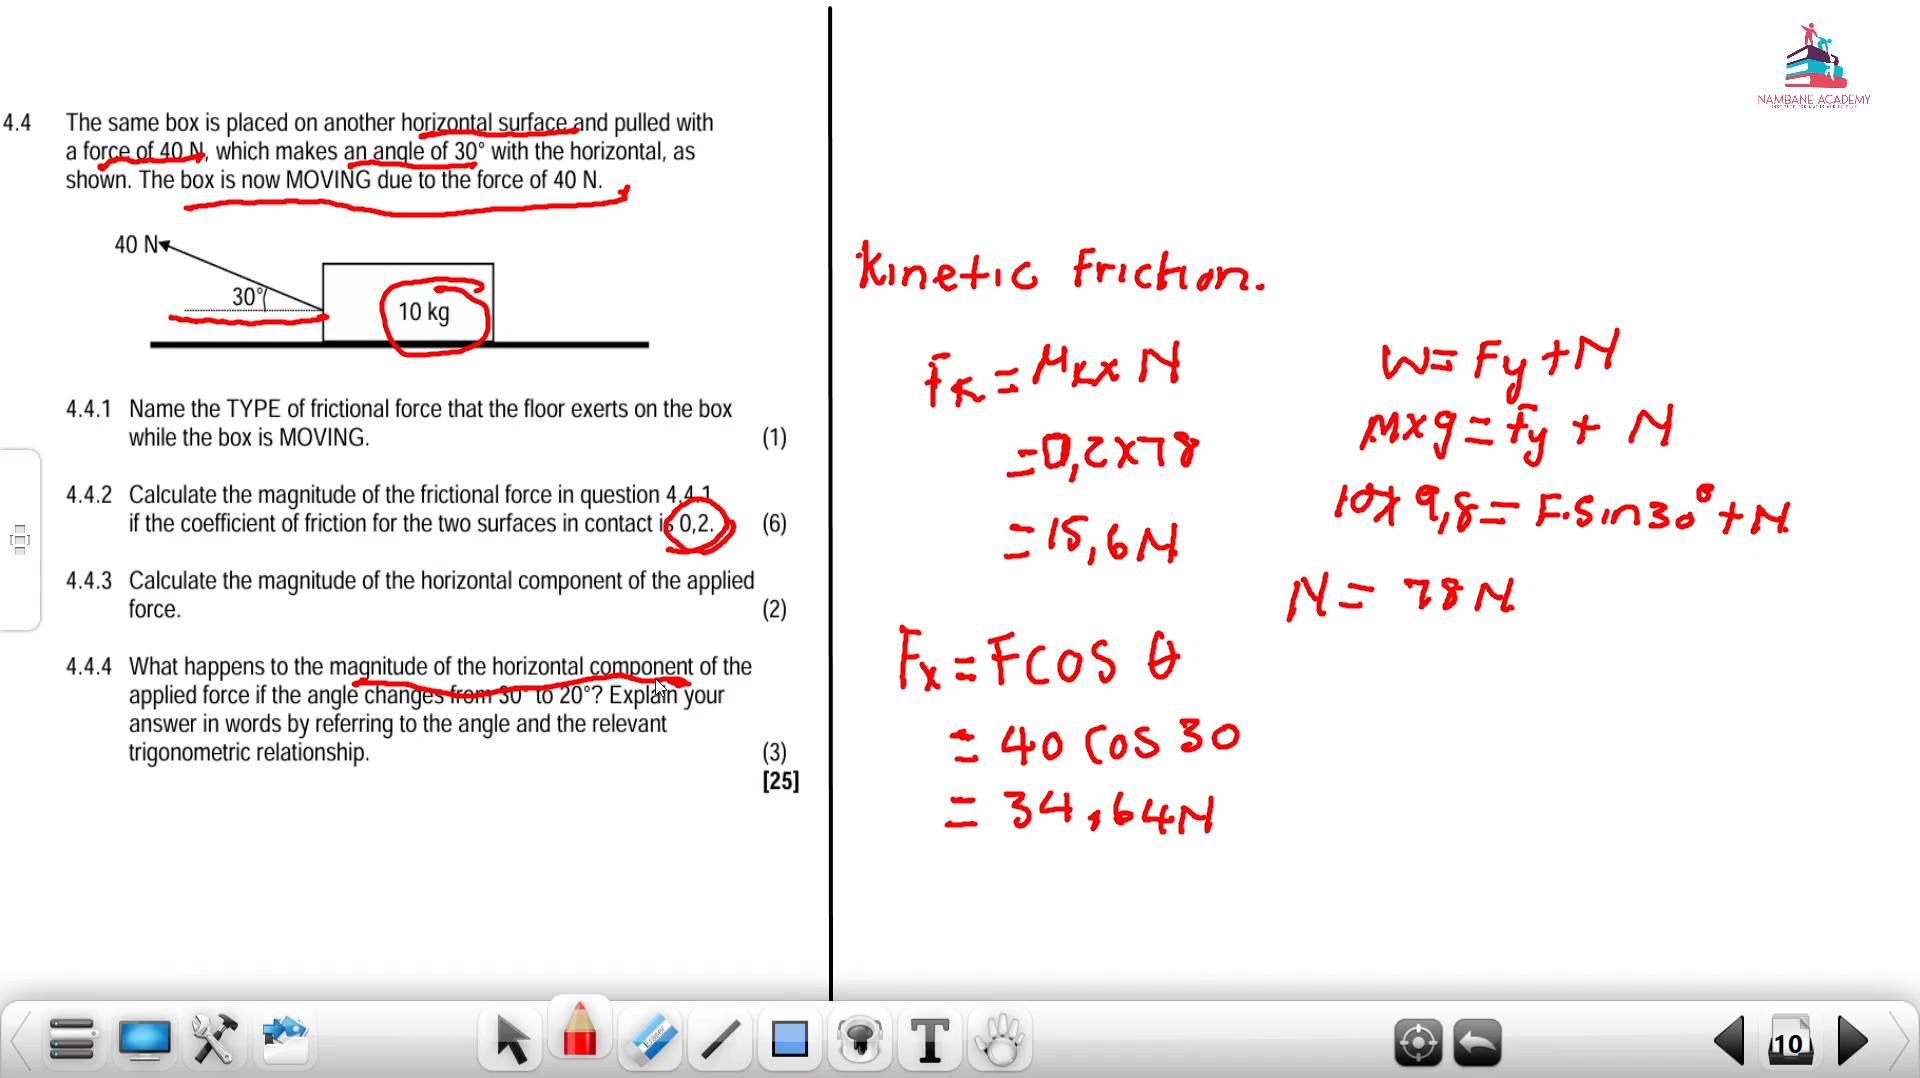 4.4 The same box is placed on another horizontal surface and pulled with
a force of 40 N, which makes an angle of 30° with the horizontal, as
shown. The box is now MOVING due to the force of 40 N.
40 N
30°
10 kg
4.4.1 Name the TYPE of frictional force that the floor exerts on the box
while the box is MOVING. (1)
4.4.2 Calculate the magnitude of the frictional force in question 4.4.1
if the coefficient of friction for the two surfaces in contact is 0,2. (6)
4.4.3 Calculate the magnitude of the horizontal component of the applied
force. (2)
4.4.4 What happens to the magnitude of the horizontal component of the
applied force if the angle changes from 30° to 20°? Explain your
answer in words by referring to the angle and the relevant
trigonometric relationship. (3)
[25]
Kinetic Friction.
FK = μK x N
= 0,2 x 78
= 15,6 N
Fx = F cos θ
= 40 cos 30
= 34,64 N
W = Fy + N
m x g = Fy + N
10 x 9,8 = F.sin30° + N
N = 78 N
NAMBANE ACADEMY
Eraser
T
10